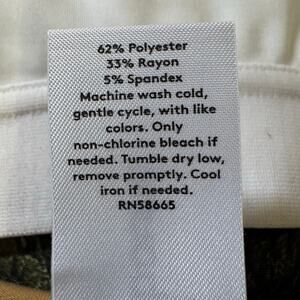 62% Polyester
33% Rayon
5% Spandex
Machine wash cold,
gentle cycle, with like
colors. Only
non-chlorine bleach if
needed. Tumble dry low,
remove promptly. Cool
iron if needed.
RN58665